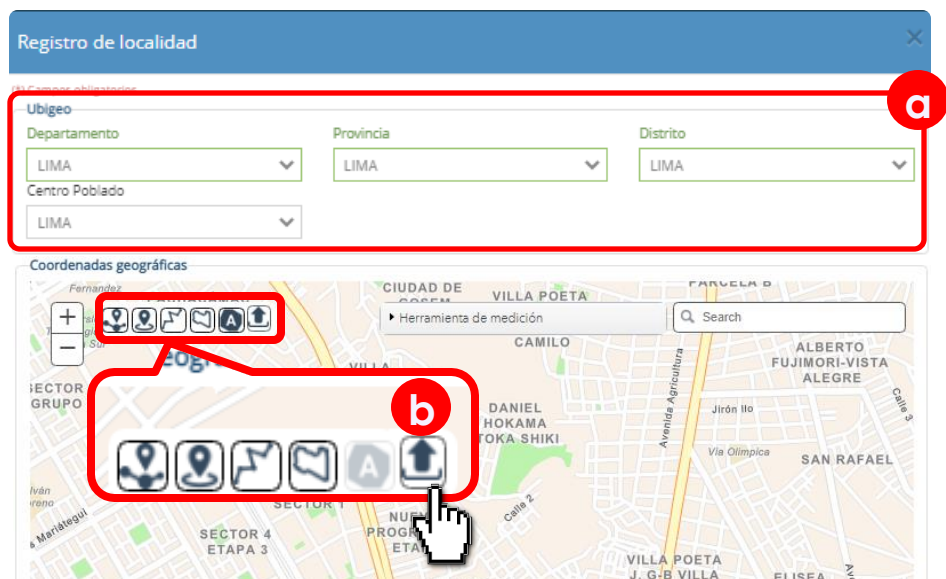 Registro de localidad
(*) Campos obligatorios
a
Ubigeo
Departamento
Provincia
Distrito
LIMA
LIMA
LIMA
Centro Poblado
LIMA
Coordenadas geográficas
Fernandez
CIUDAD DE
GOSEM
VILLA POETA
PARCELA B
+
A
Herramienta de medición
Search
−
Sur
CAMILO
ALBERTO
FUJIMORI-VISTA
ALEGRE
VILLA
SECTOR
GRUPO
b
DANIEL
HOKAMA
TOKA SHIKI
Avenida Agricultura
Jirón Ilo
Calle 3
Vía Olímpica
SAN RAFAEL
A
SECTOR 1
Calle 2
Mariátegui
SECTOR 4
ETAPA 3
VILLA POETA
J. G-B VILLA
ELISEA